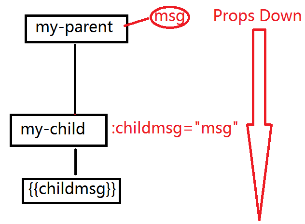 my-parent
msg
Props Down
my-child
:childmsg="msg"
{{childmsg}}